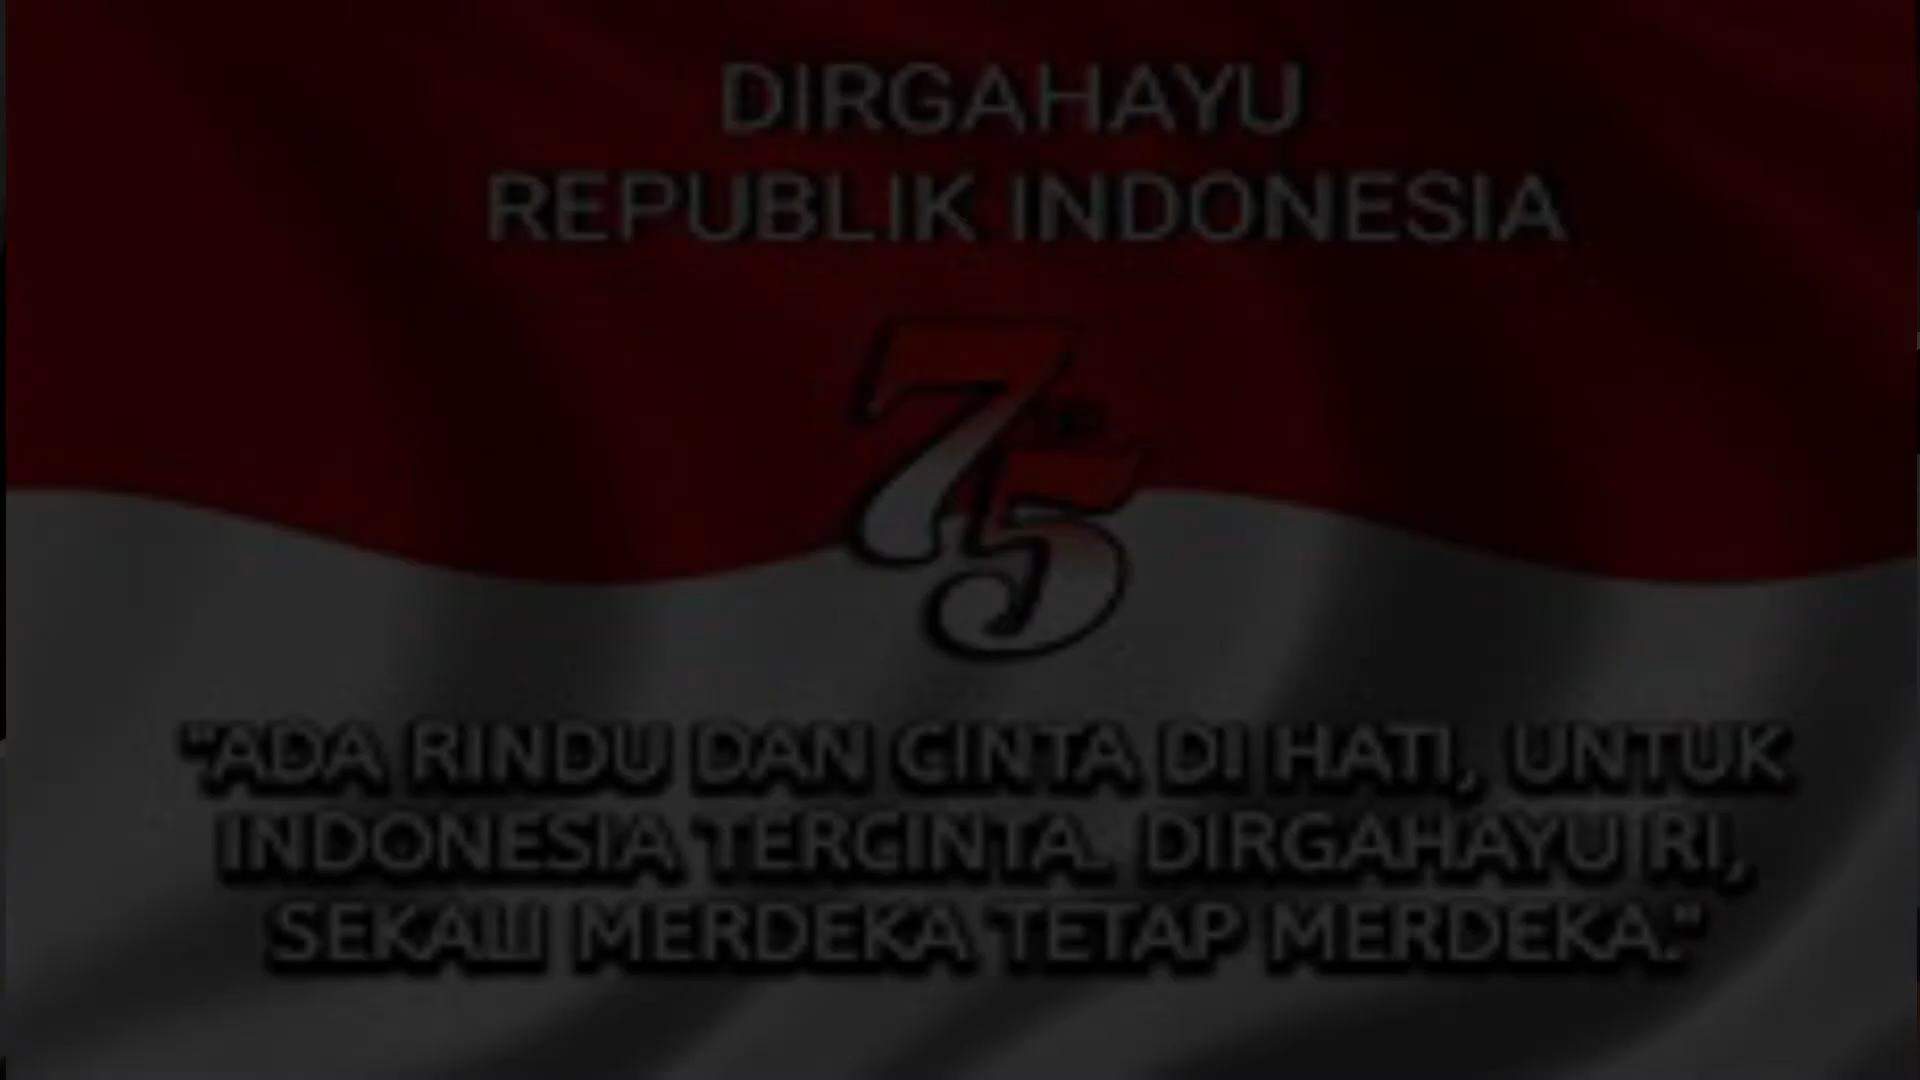 DIRGAHAYU
REPUBLIK INDONESIA
75
"ADA RINDU DAN CINTA DI HATI, UNTUK
INDONESIA TERCINTA. DIRGAHAYU RI,
SEKALI MERDEKA TETAP MERDEKA."